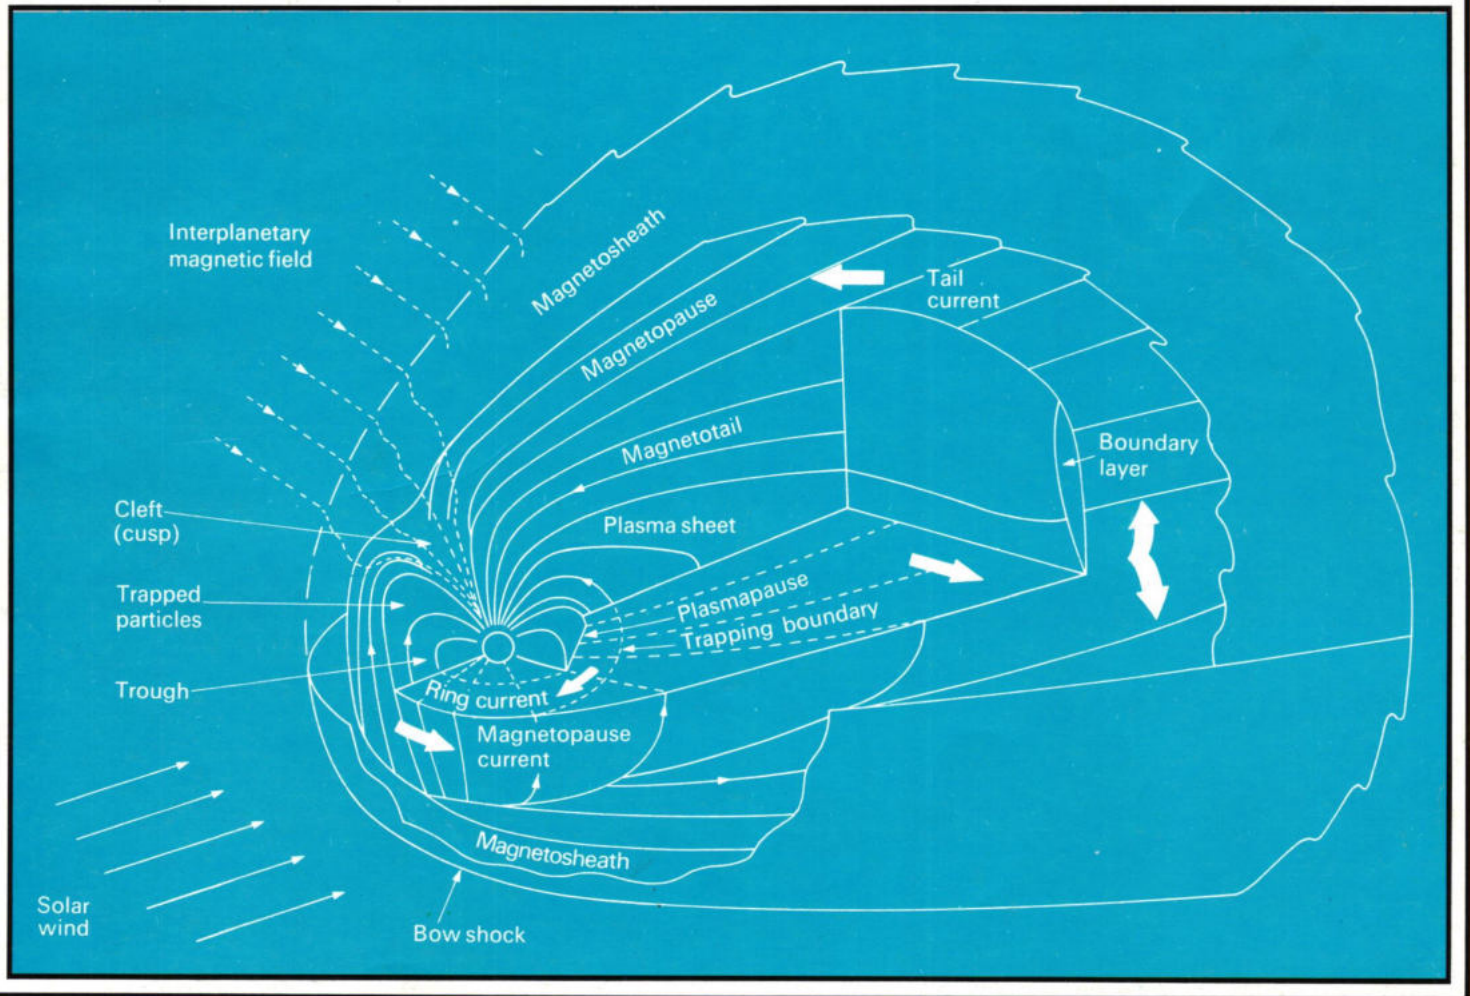 Interplanetary
magnetic field
Magnetosheath
Magnetopause
Tail
current
Magnetotail
Boundary
layer
Cleft
(cusp)
Plasma sheet
Trapped
particles
Plasmapause
Trapping boundary
Trough
Ring current
Magnetopause
current
Magnetosheath
Solar
wind
Bow shock